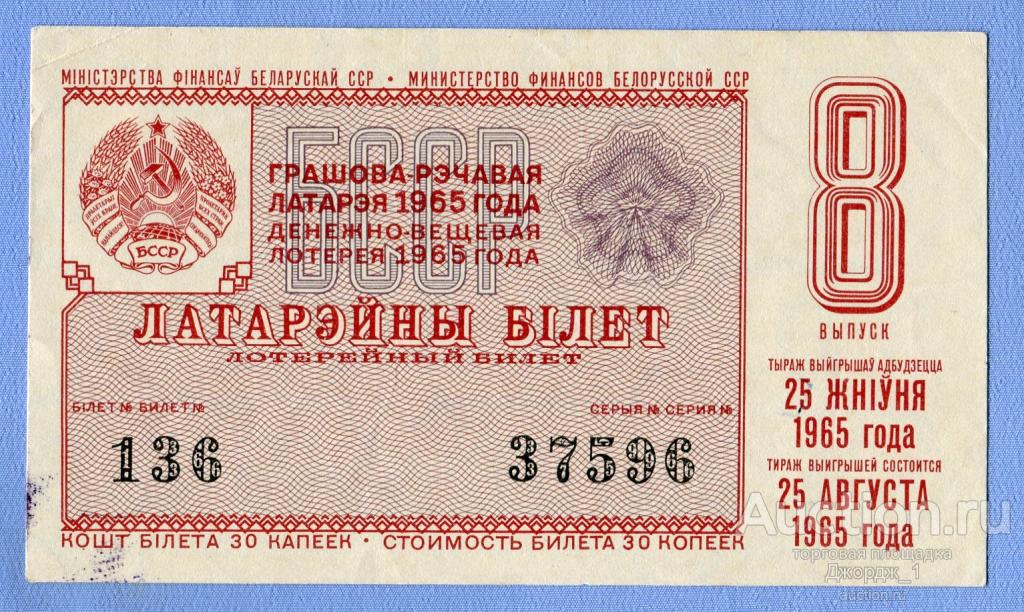 МІНІСТЭРСТВА ФІНАНСАЎ БЕЛАРУСКАЙ ССР • МИНИСТЕРСТВО ФИНАНСОВ БЕЛОРУССКОЙ ССР
БССР
БССР
ГРАШОВА-РЭЧАВАЯ
ЛАТАРЭЯ 1965 ГОДА
ДЕНЕЖНО-ВЕЩЕВАЯ
ЛОТЕРЕЯ 1965 ГОДА
ЛАТАРЭЙНЫ БІЛЕТ
ЛОТЕРЕЙНЫЙ БИЛЕТ
БІЛЕТ № БИЛЕТ №
СЕРЫЯ № СЕРИЯ №
136
37596
КОШТ БІЛЕТА 30 КАПЕЕК • СТОИМОСТЬ БИЛЕТА 30 КОПЕЕК
8
ВЫПУСК
ТЫРАЖ ВЫЙГРЫШАЎ АДБУДЗЕЦЦА
25 ЖНІЎНЯ
1965 года
ТИРАЖ ВЫИГРЫШЕЙ СОСТОИТСЯ
25 АВГУСТА
1965 года
Auction.ru
торговая площадка
Джордж_1
auction.ru